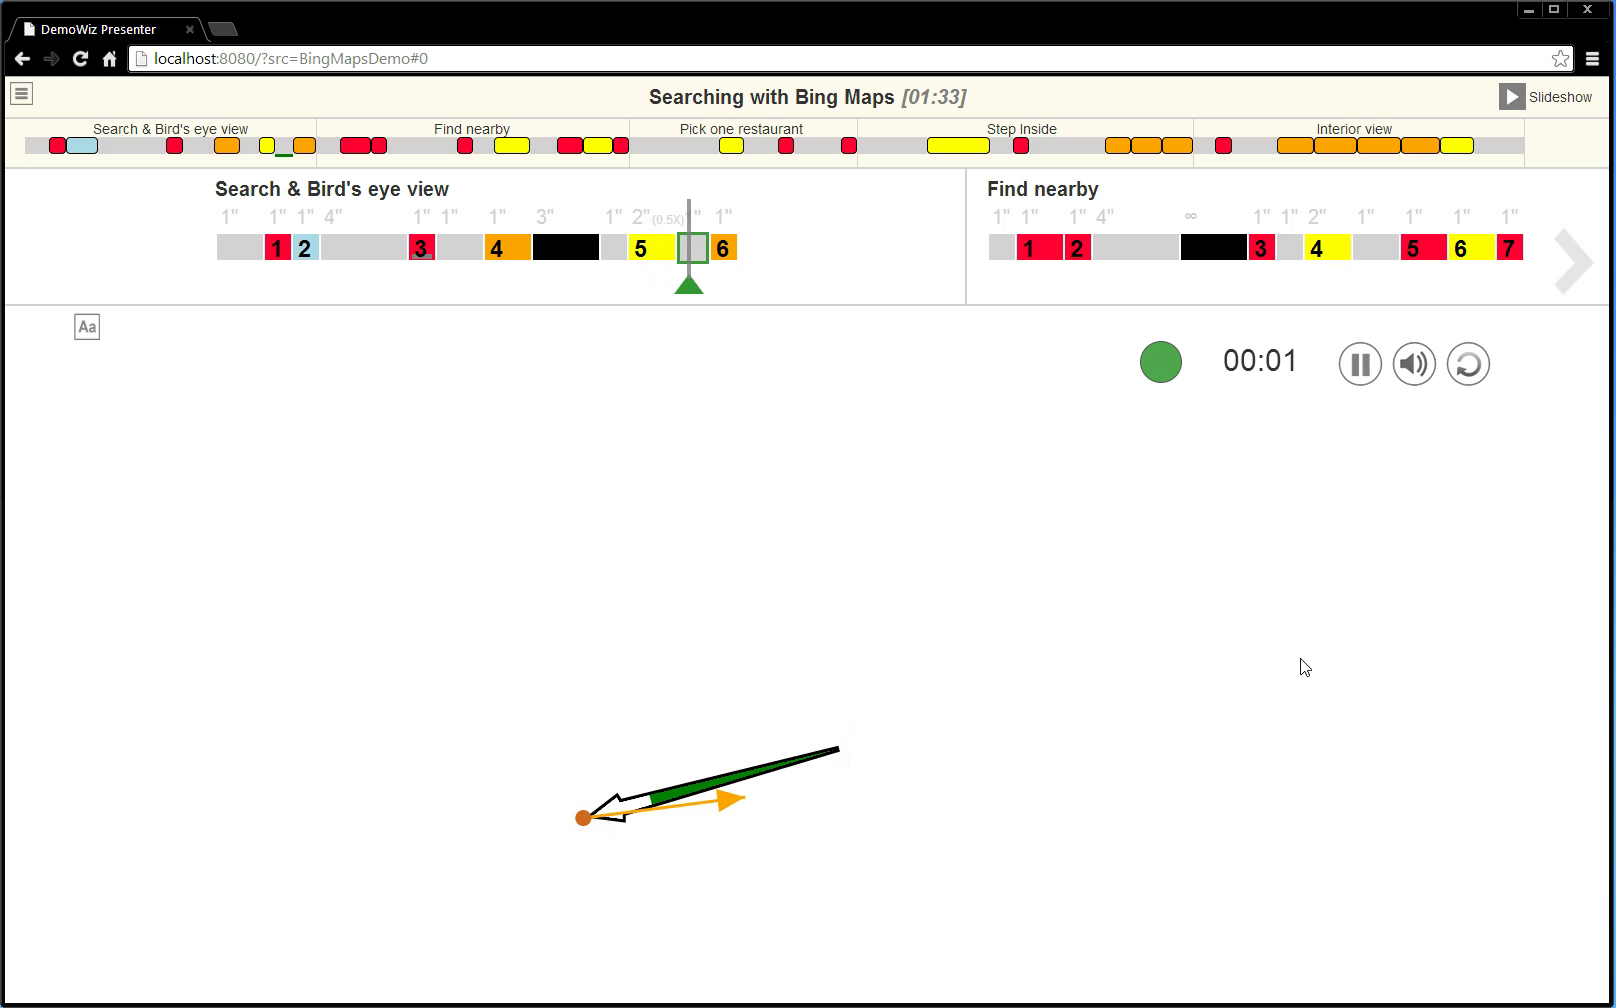 DemoWiz Presenter
localhost:8080/?src=BingMapsDemo#0
Searching with Bing Maps [01:33]
Slideshow
Search & Bird's eye view Find nearby Pick one restaurant Step Inside Interior view
Search & Bird's eye view Find nearby
1" 1" 1" 4" 1" 1" 1" 3" 1" 2" (0.5X) 1" 1" 1" 1" 4" ∞ 1" 1" 2" 1" 1" 1" 1"
1 2 3 4 5 6 1 2 3 4 5 6 7
Aa
00:01